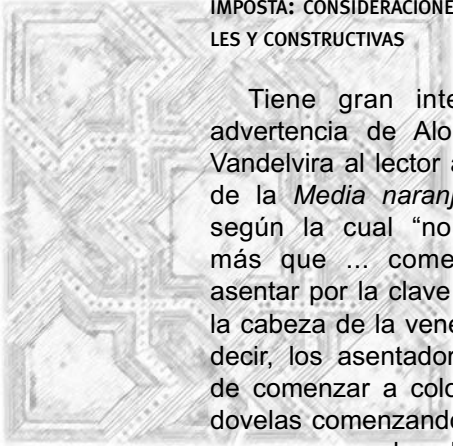 IMPOSTA: CONSIDERACIONE
LES Y CONSTRUCTIVAS
Tiene gran inte
advertencia de Alo
Vandelvira al lector a
de la Media naranj
según la cual “no
más que ... come
asentar por la clave
la cabeza de la vene
decir, los asentador
de comenzar a colo
dovelas comenzando